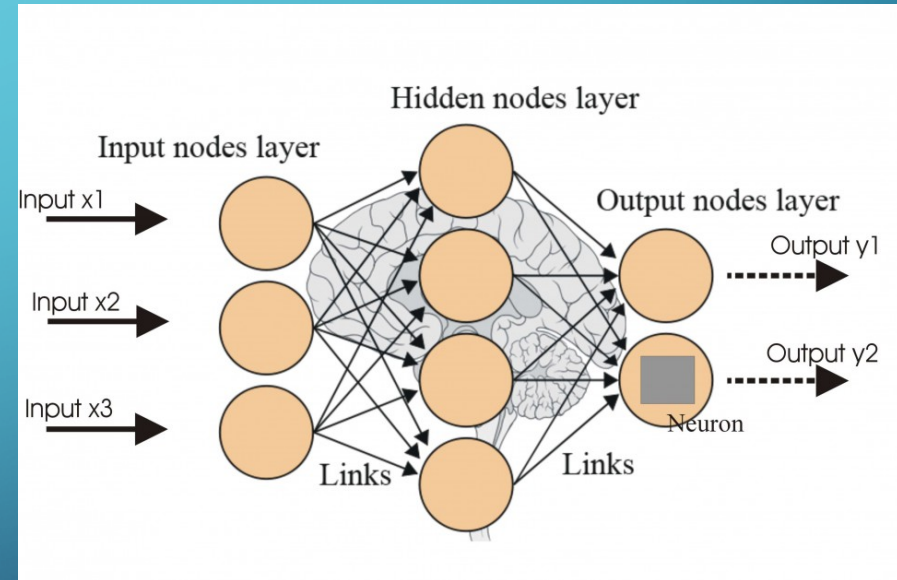 Hidden nodes layer
Input nodes layer
Input x1
Output nodes layer
Output y1
Input x2
Output y2
Input x3
Neuron
Links
Links